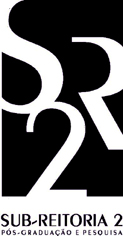 SR
2
SUB-REITORIA 2
PÓS-GRADUAÇÃO E PESQUISA